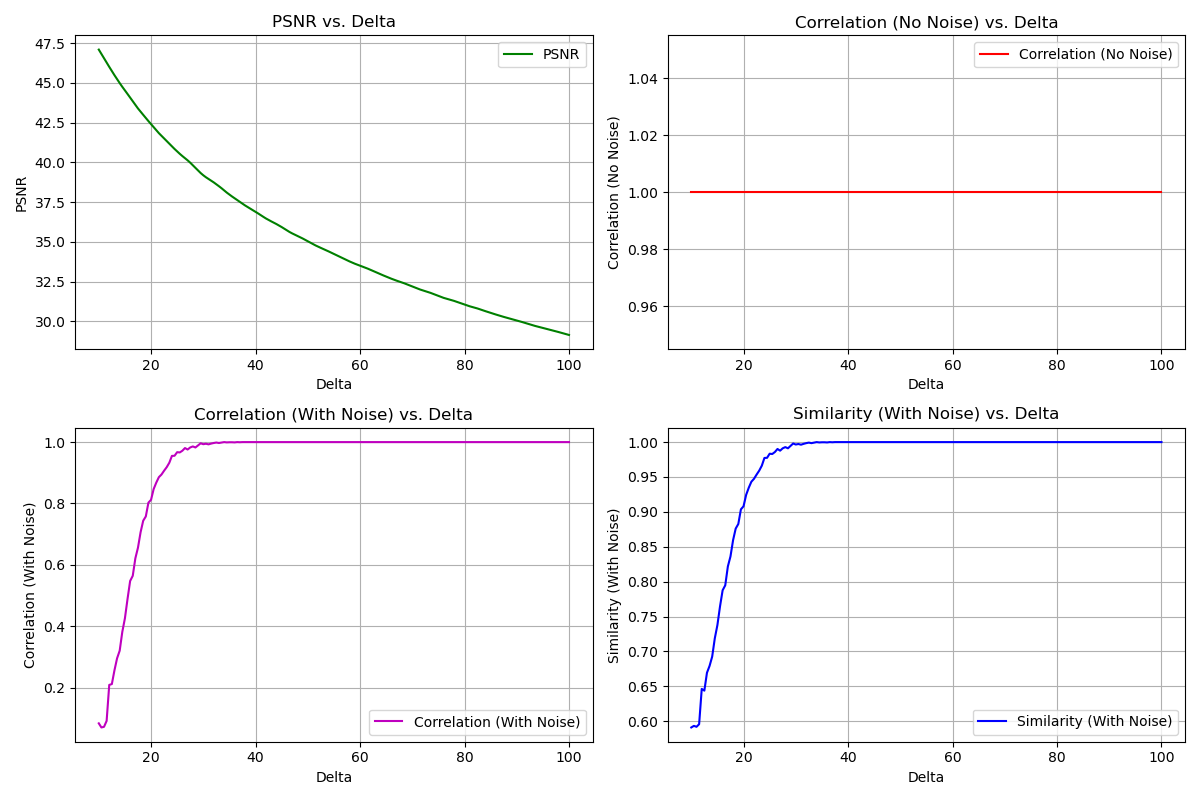 PSNR vs. Delta
PSNR
47.5
45.0
42.5
40.0
37.5
35.0
32.5
30.0
PSNR
20 40 60 80 100
Delta
Correlation (No Noise) vs. Delta
Correlation (No Noise)
1.04
1.02
1.00
0.98
0.96
Correlation (No Noise)
20 40 60 80 100
Delta
Correlation (With Noise) vs. Delta
1.0
0.8
0.6
0.4
0.2
Correlation (With Noise)
Correlation (With Noise)
20 40 60 80 100
Delta
Similarity (With Noise) vs. Delta
1.00
0.95
0.90
0.85
0.80
0.75
0.70
0.65
0.60
Similarity (With Noise)
Similarity (With Noise)
20 40 60 80 100
Delta